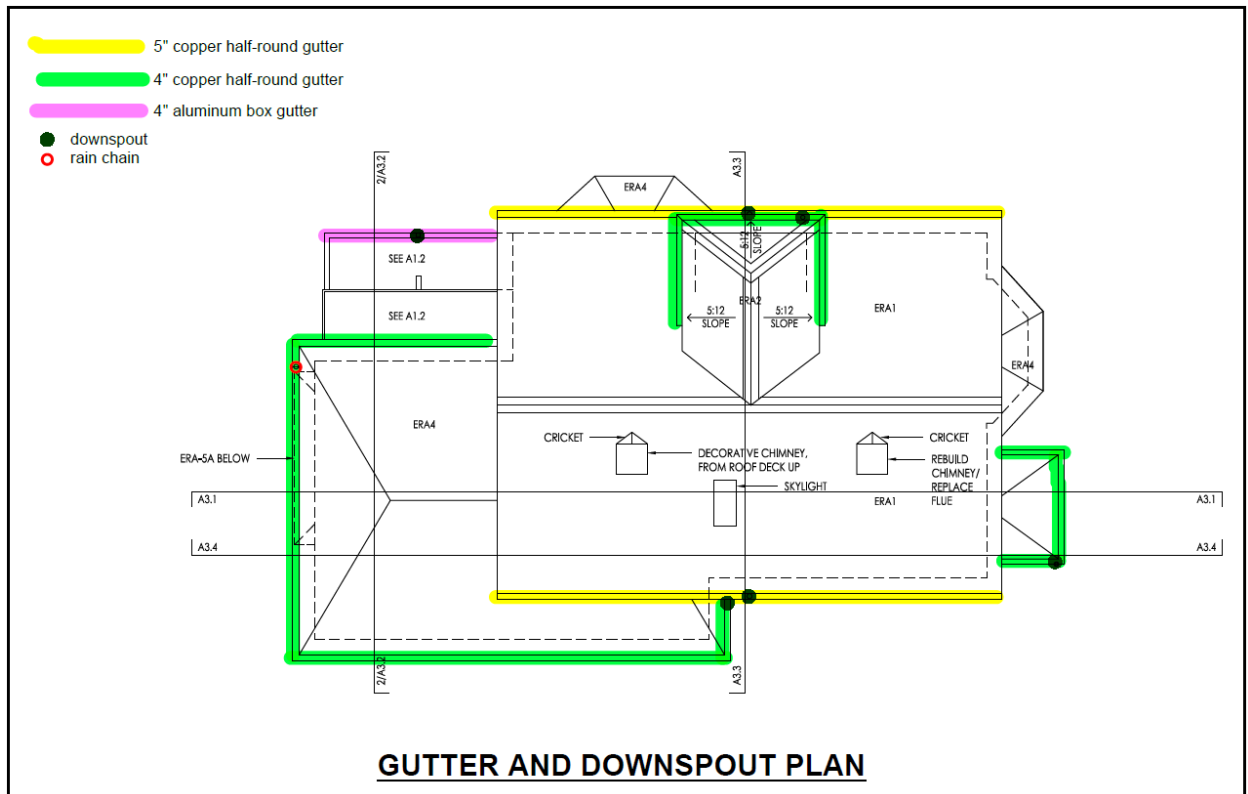 5" copper half-round gutter
4" copper half-round gutter
4" aluminum box gutter
downspout
rain chain
2/A3.2
A3.3
ERA4
5:12
SLOPE
SEE A1.2
SEE A1.2
ERA2
5:12
SLOPE
5:12
SLOPE
ERA1
ERA4
ERA4
CRICKET
DECORATIVE CHIMNEY,
FROM ROOF DECK UP
SKYLIGHT
CRICKET
REBUILD
CHIMNEY/
REPLACE
FLUE
ERA1
ERA-5A BELOW
A3.1
A3.1
A3.4
A3.4
2/A3.2
A3.3
GUTTER AND DOWNSPOUT PLAN